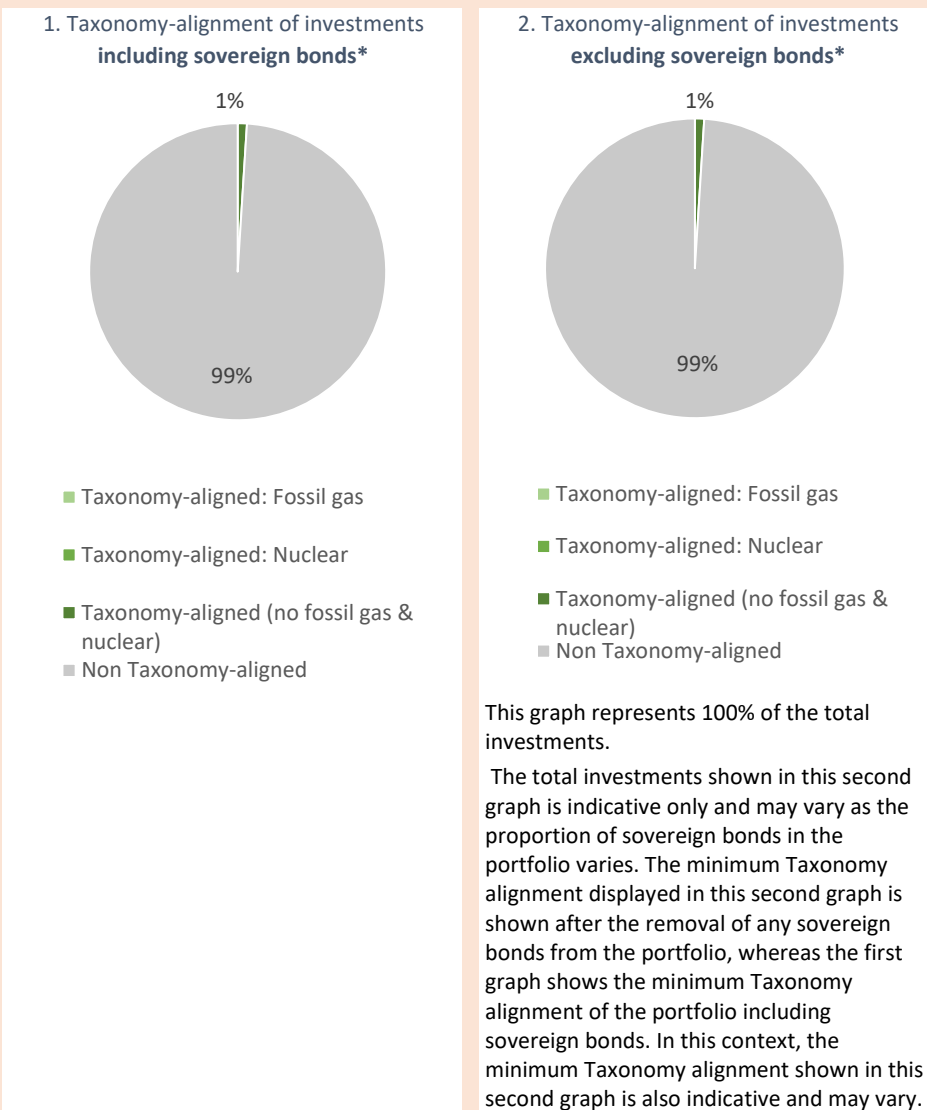 1. Taxonomy-alignment of investments
including sovereign bonds*
1%
99%
Taxonomy-aligned: Fossil gas
Taxonomy-aligned: Nuclear
Taxonomy-aligned (no fossil gas &
nuclear)
Non Taxonomy-aligned
2. Taxonomy-alignment of investments
excluding sovereign bonds*
1%
99%
Taxonomy-aligned: Fossil gas
Taxonomy-aligned: Nuclear
Taxonomy-aligned (no fossil gas &
nuclear)
Non Taxonomy-aligned
This graph represents 100% of the total
investments.
The total investments shown in this second
graph is indicative only and may vary as the
proportion of sovereign bonds in the
portfolio varies. The minimum Taxonomy
alignment displayed in this second graph is
shown after the removal of any sovereign
bonds from the portfolio, whereas the first
graph shows the minimum Taxonomy
alignment of the portfolio including
sovereign bonds. In this context, the
minimum Taxonomy alignment shown in this
second graph is also indicative and may vary.